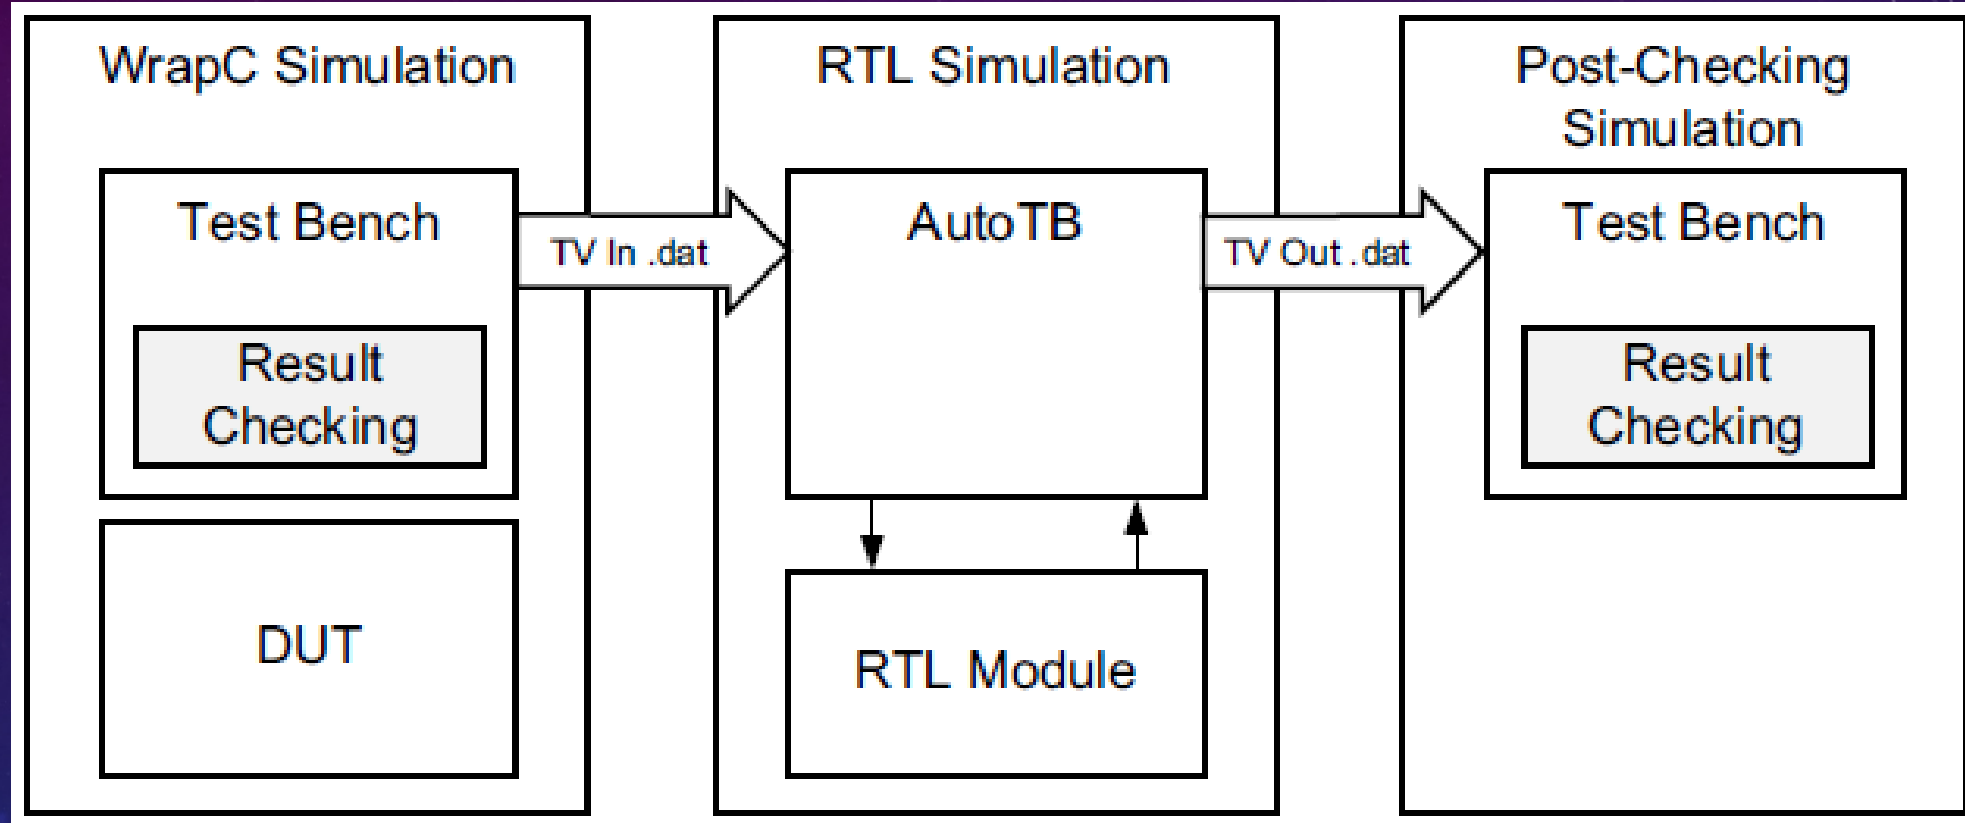 WrapC Simulation
Test Bench
Result
Checking
DUT
TV In .dat
RTL Simulation
AutoTB
RTL Module
TV Out .dat
Post-Checking
Simulation
Test Bench
Result
Checking